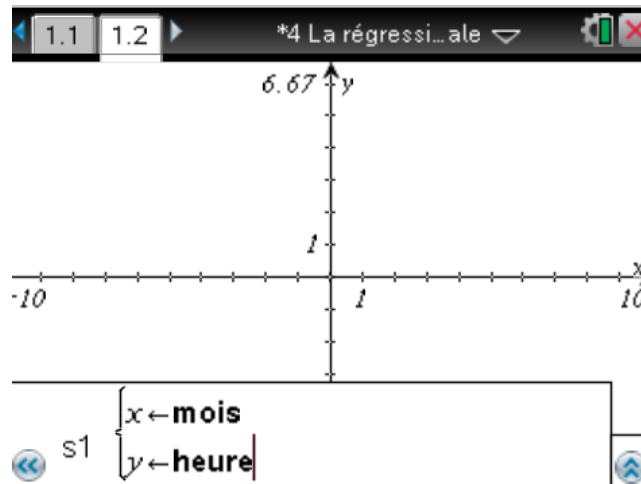 1.1 1.2 *4 La régressi...ale
6.67 y
1
x
-10 1 10
s1 x←mois
y←heure